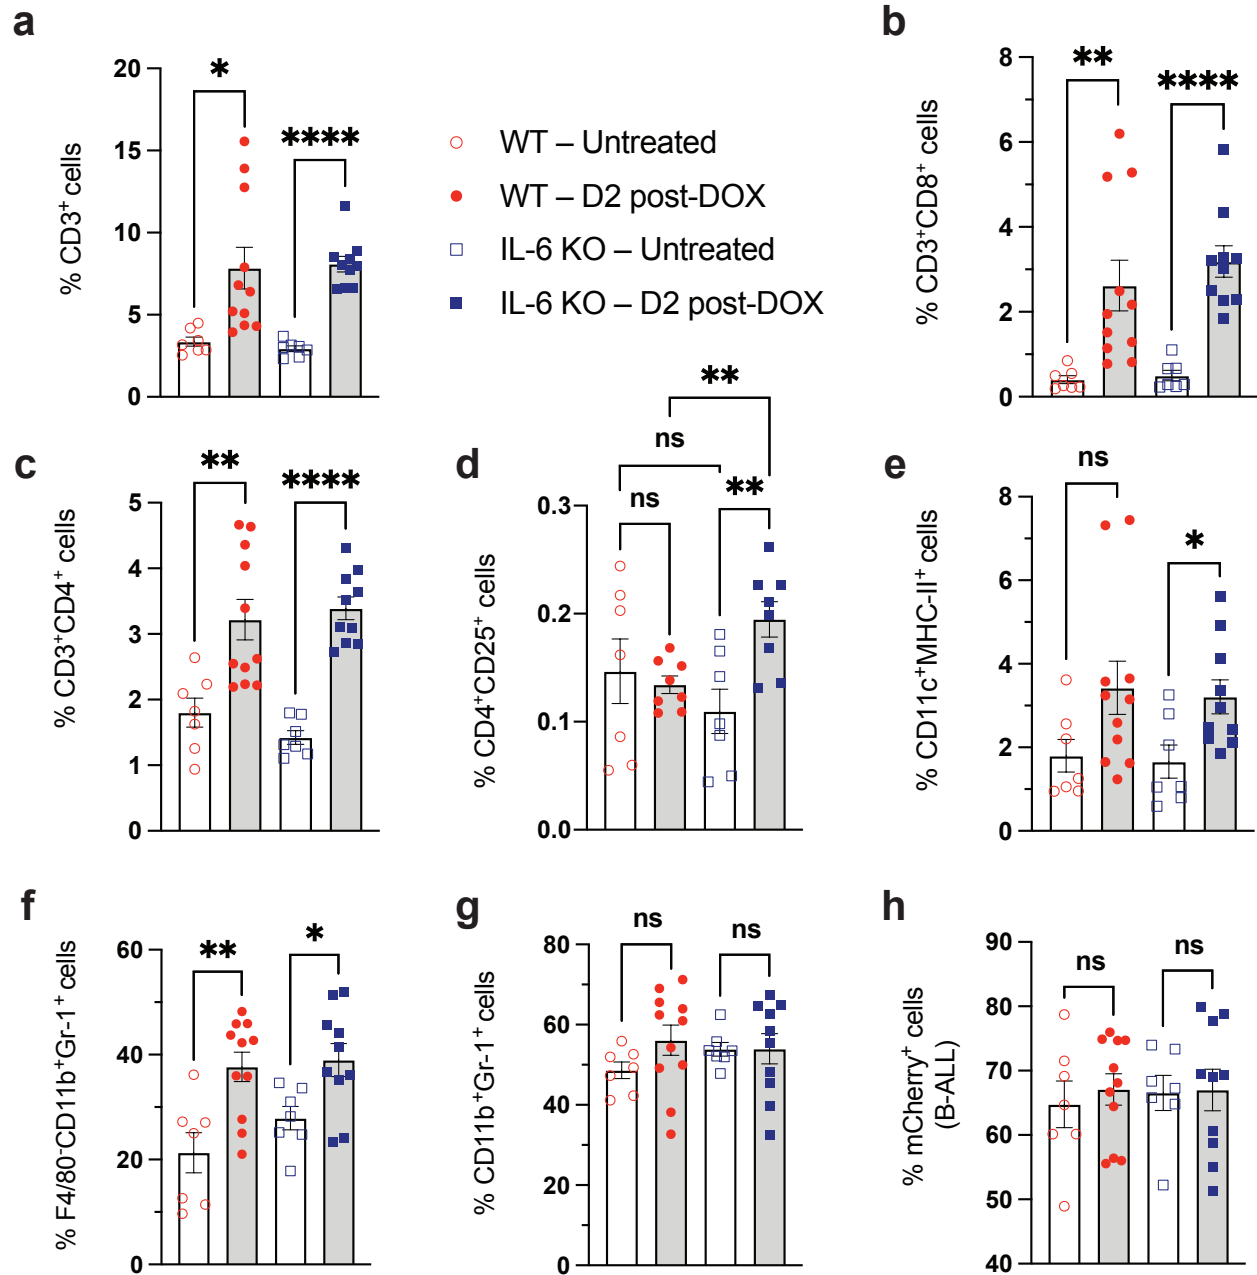 a
% CD3⁺ cells
20
15
10
5
0
*
****
WT – Untreated
WT – D2 post-DOX
IL-6 KO – Untreated
IL-6 KO – D2 post-DOX
b
% CD3⁺CD8⁺ cells
8
6
4
2
0
**
****
c
% CD3⁺CD4⁺ cells
5
4
3
2
1
0
**
****
d
% CD4⁺CD25⁺ cells
0.3
0.2
0.1
0.0
**
ns
ns
**
e
% CD11c⁺MHC-II⁺ cells
8
6
4
2
0
ns
*
f
% F4/80⁻CD11b⁺Gr-1⁺ cells
60
40
20
0
**
*
g
% CD11b⁺Gr-1⁺ cells
80
60
40
20
0
ns
ns
h
% mCherry⁺ cells
(B-ALL)
90
80
70
60
50
40
ns
ns